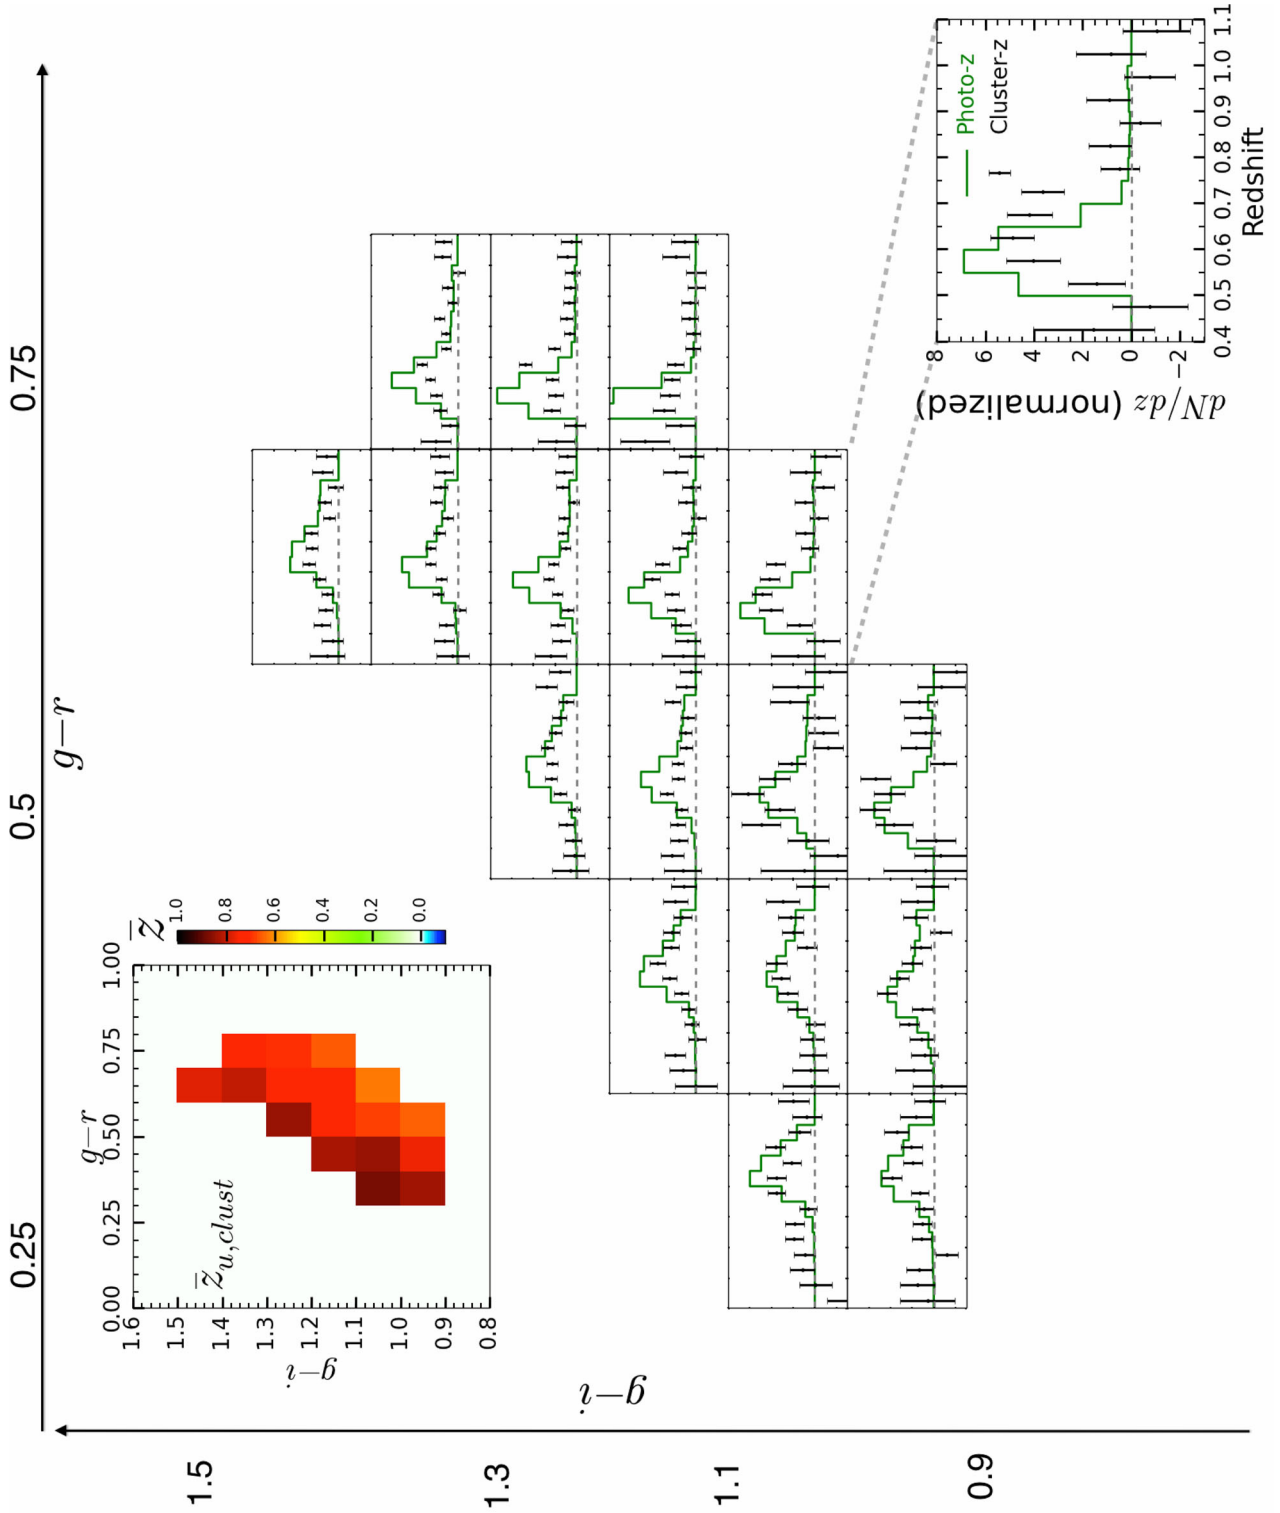 g−r
0.25
0.5
0.75
g−i
1.5
1.3
1.1
0.9
g−r
0.00 0.25 0.50 0.75 1.00
g−i
1.6
1.5
1.4
1.3
1.2
1.1
1.0
0.9
0.8
z̅u,clust
z̅
1.0
0.8
0.6
0.4
0.2
0.0
dN/dz (normalized)
8
6
4
2
0
−2
Photo-z
Cluster-z
0.4 0.5 0.6 0.7 0.8 0.9 1.0 1.1
Redshift